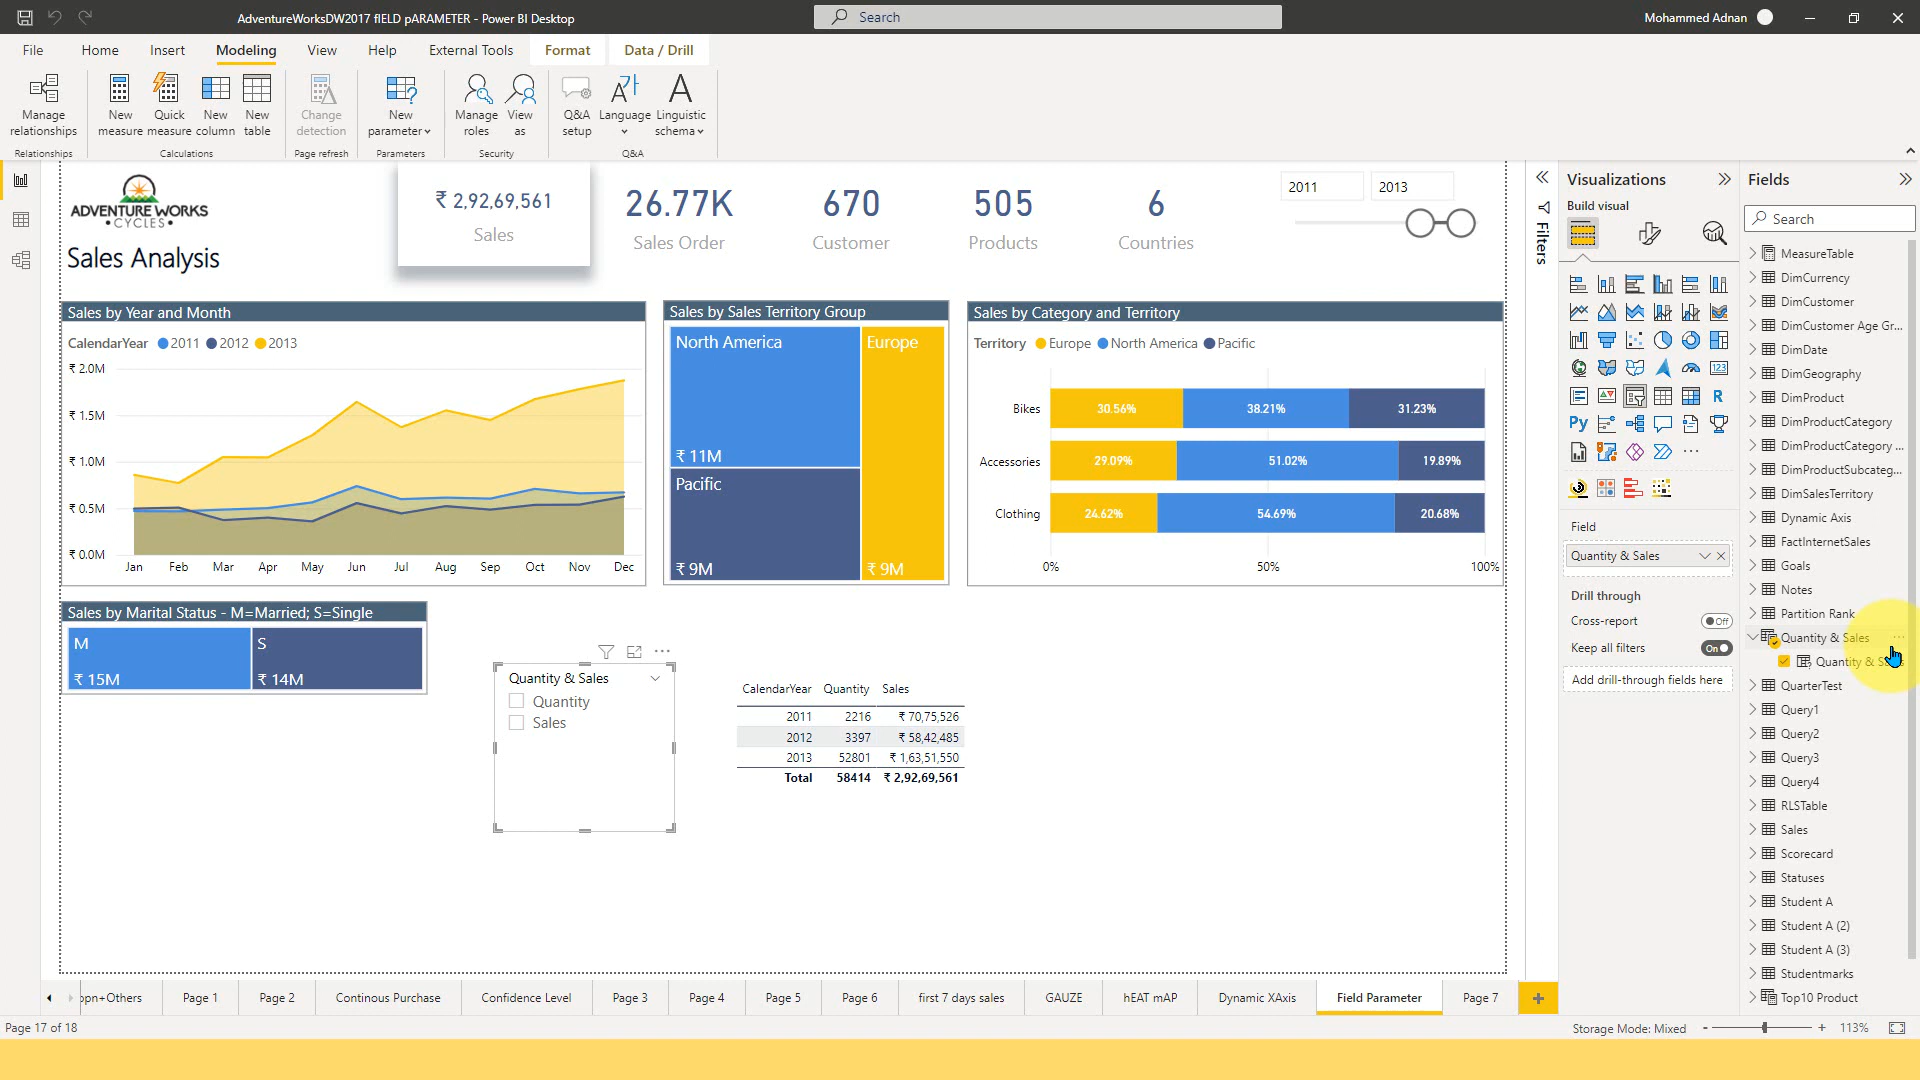 AdventureWorksDW2017 fIELD pARAMETER - Power BI Desktop
Search
Mohammed Adnan
File Home Insert Modeling View Help External Tools Format Data / Drill
Manage relationships
New measure
Quick measure
New column
New table
Change detection
New parameter
Manage roles
View as
Q&A setup
Language
Linguistic schema
Relationships Calculations Page refresh Parameters Security Q&A
ADVENTURE WORKS
• CYCLES •
Sales Analysis
₹ 2,92,69,561
Sales
26.77K
Sales Order
670
Customer
505
Products
6
Countries
2011 2013
Sales by Year and Month
CalendarYear 2011 2012 2013
₹ 2.0M
₹ 1.5M
₹ 1.0M
₹ 0.5M
₹ 0.0M
Jan Feb Mar Apr May Jun Jul Aug Sep Oct Nov Dec
Sales by Sales Territory Group
North America
₹ 11M
Pacific
₹ 9M
Europe
₹ 9M
Sales by Category and Territory
Territory Europe North America Pacific
Bikes 30.56% 38.21% 31.23%
Accessories 29.09% 51.02% 19.89%
Clothing 24.62% 54.69% 20.68%
0% 50% 100%
Sales by Marital Status - M=Married; S=Single
M
₹ 15M
S
₹ 14M
Quantity & Sales
Quantity
Sales
CalendarYear Quantity Sales
2011 2216 ₹ 70,75,526
2012 3397 ₹ 58,42,485
2013 52801 ₹ 1,63,51,550
Total 58414 ₹ 2,92,69,561
Filters
Visualizations
Build visual
R
Py
123
Field
Quantity & Sales
Drill through
Cross-report Off
Keep all filters On
Add drill-through fields here
Fields
Search
MeasureTable
DimCurrency
DimCustomer
DimCustomer Age Gr...
DimDate
DimGeography
DimProduct
DimProductCategory
DimProductCategory ...
DimProductSubcateg...
DimSalesTerritory
Dynamic Axis
FactInternetSales
Goals
Notes
Partition Rank
Quantity & Sales
Quantity &
QuarterTest
Query1
Query2
Query3
Query4
RLSTable
Sales
Scorecard
Statuses
Student A
Student A (2)
Student A (3)
Studentmarks
Top10 Product
opn+Others Page 1 Page 2 Continous Purchase Confidence Level Page 3 Page 4 Page 5 Page 6 first 7 days sales GAUZE hEAT mAP Dynamic XAxis Field Parameter Page 7
Page 17 of 18
Storage Mode: Mixed - + 113%